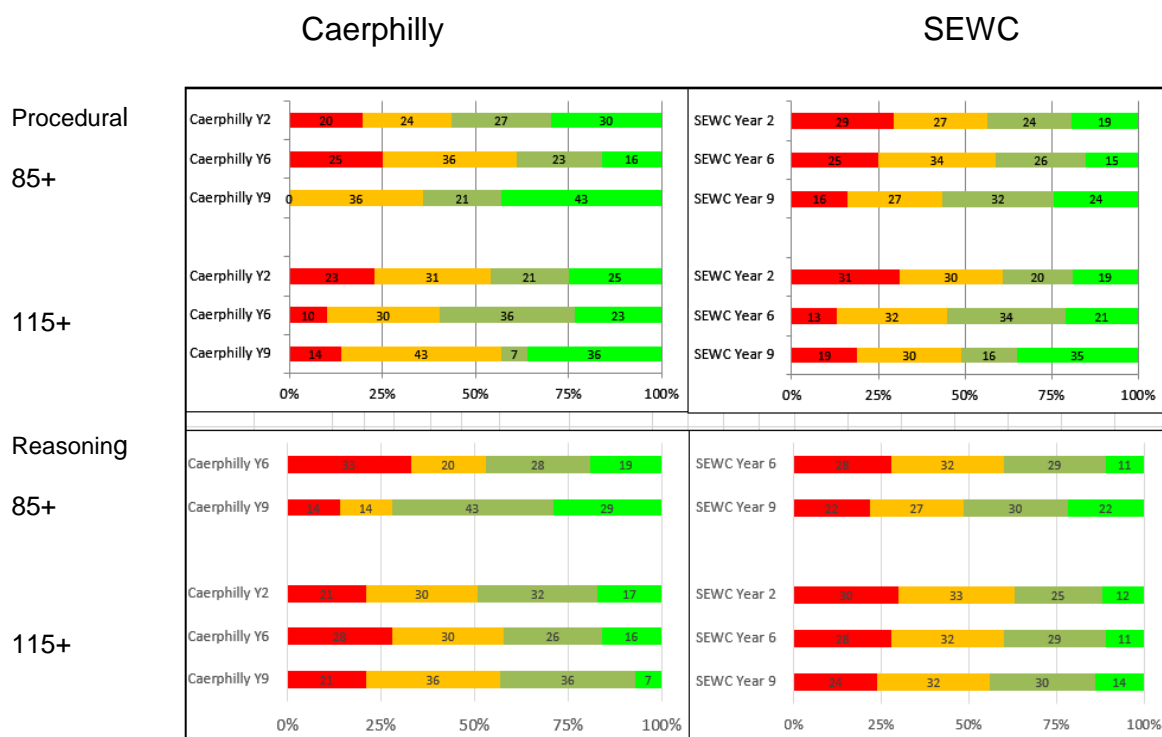 Caerphilly SEWC
Procedural
85+
Caerphilly Y2 20 24 27 30
Caerphilly Y6 25 36 23 16
Caerphilly Y9 0 36 21 43
115+
Caerphilly Y2 23 31 21 25
Caerphilly Y6 10 30 36 23
Caerphilly Y9 14 43 7 36
0% 25% 50% 75% 100%
SEWC Year 2 29 27 24 19
SEWC Year 6 25 34 26 15
SEWC Year 9 16 27 32 24
SEWC Year 2 31 30 20 19
SEWC Year 6 13 32 34 21
SEWC Year 9 19 30 16 35
0% 25% 50% 75% 100%
Reasoning
85+
Caerphilly Y6 33 20 28 19
Caerphilly Y9 14 14 43 29
115+
Caerphilly Y2 21 30 32 17
Caerphilly Y6 28 30 26 16
Caerphilly Y9 21 36 36 7
0% 25% 50% 75% 100%
SEWC Year 6 28 32 29 11
SEWC Year 9 22 27 30 22
SEWC Year 2 30 33 25 12
SEWC Year 6 28 32 29 11
SEWC Year 9 24 32 30 14
0% 25% 50% 75% 100%